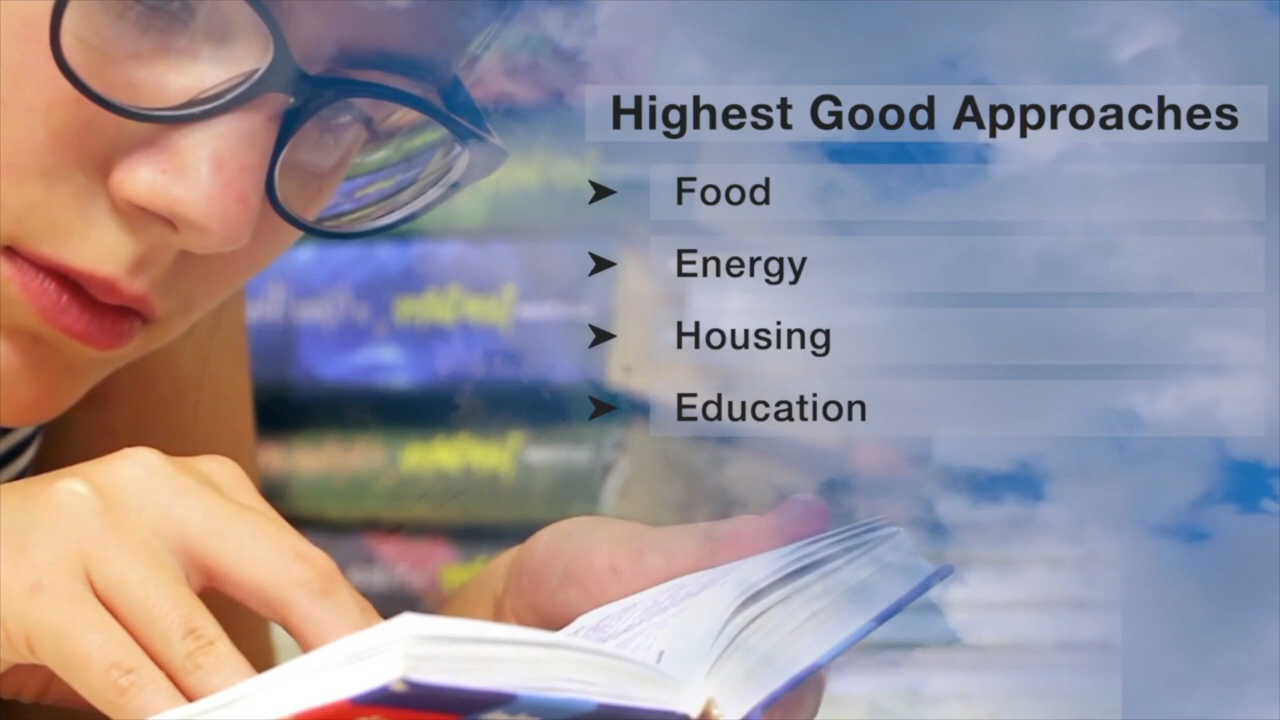 Highest Good Approaches
➤ Food
➤ Energy
➤ Housing
➤ Education